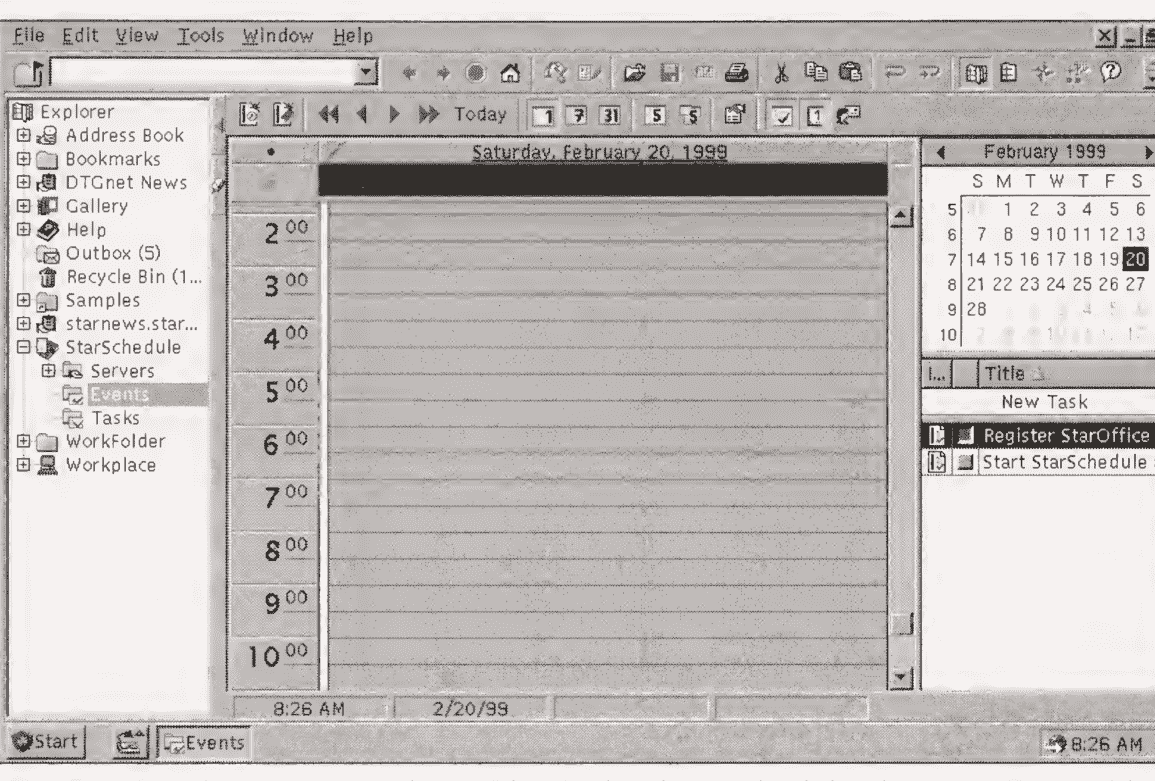 File Edit View Tools Window Help
Today 1 7 31 5 5
Explorer
Address Book
Bookmarks
DTGnet News
Gallery
Help
Outbox (5)
Recycle Bin (1...
Samples
starnews.star...
StarSchedule
Servers
Events
Tasks
WorkFolder
Workplace
Saturday, February 20, 1999
2 00
3 00
4 00
5 00
6 00
7 00
8 00
9 00
10 00
February 1999
S M T W T F S
5 1 2 3 4 5 6
6 7 8 9 10 11 12 13
7 14 15 16 17 18 19 20
8 21 22 23 24 25 26 27
9 28
10
I... Title
New Task
Register StarOffice
Start StarSchedule
8:26 AM 2/20/99
Start Events 8:26 AM